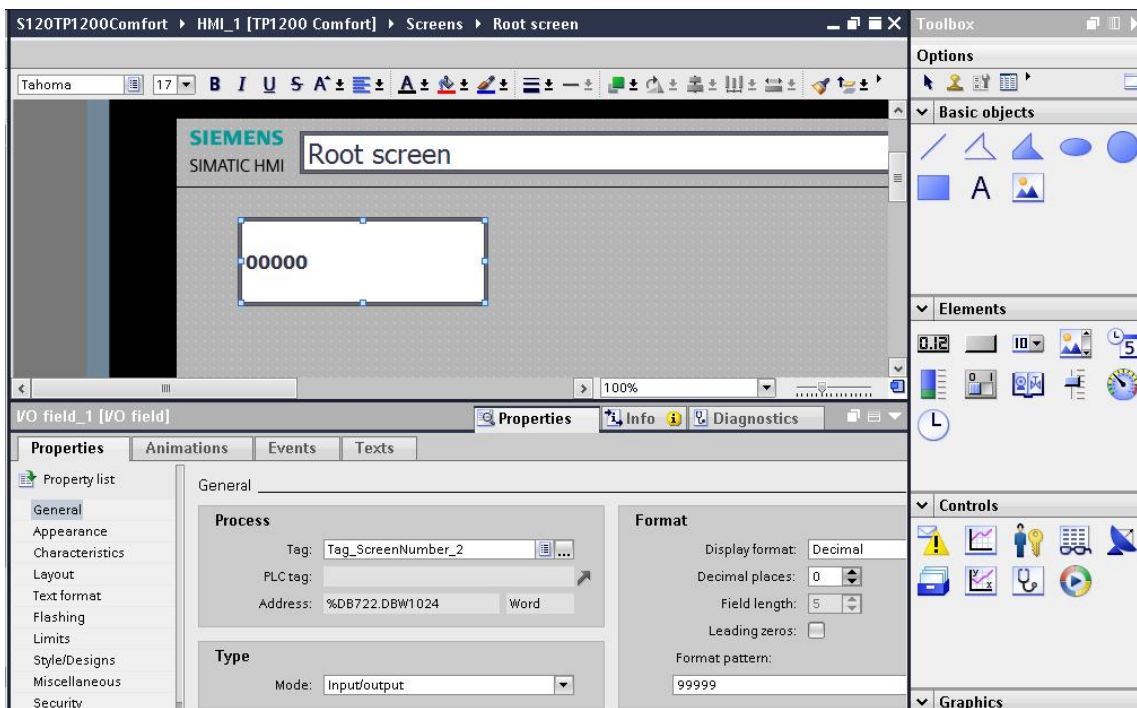 S120TP1200Comfort ▸ HMI_1 [TP1200 Comfort] ▸ Screens ▸ Root screen
Toolbox
Options
Tahoma 17 B I U S A A
Basic objects
SIEMENS
SIMATIC HMI
Root screen
A
00000
Elements
0.12 10 5
0 1
100%
I/O field_1 [I/O field]
Properties Info Diagnostics
Properties Animations Events Texts
Property list
General
Appearance
Characteristics
Layout
Text format
Flashing
Limits
Style/Designs
Miscellaneous
Security
General
Process
Tag: Tag_ScreenNumber_2 ...
PLC tag:
Address: %DB722.DBW1024 Word
Type
Mode: Input/output
Format
Display format: Decimal
Decimal places: 0
Field length: 5
Leading zeros:
Format pattern:
99999
Controls
Graphics